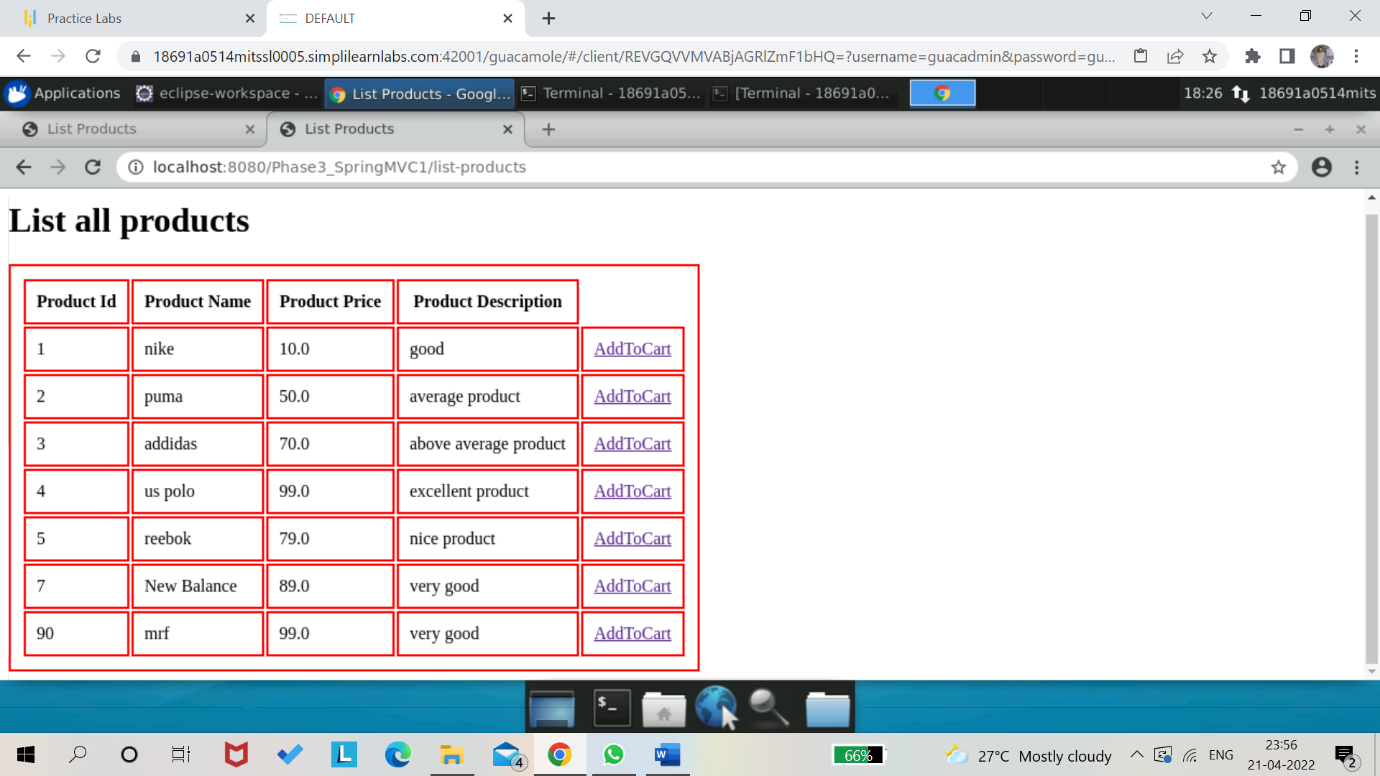 Practice Labs
DEFAULT
18691a0514mitssl0005.simplilearnlabs.com:42001/guacamole/#/client/REVGQVVMVABjAGRlZmF1bHQ=?username=guacadmin&password=gu...
Applications eclipse-workspace - ... List Products - Googl... Terminal - 18691a05... [Terminal - 18691a0... 18:26 18691a0514mits
List Products
List Products
localhost:8080/Phase3_SpringMVC1/list-products
List all products
Product Id Product Name Product Price Product Description
1 nike 10.0 good AddToCart
2 puma 50.0 average product AddToCart
3 addidas 70.0 above average product AddToCart
4 us polo 99.0 excellent product AddToCart
5 reebok 79.0 nice product AddToCart
7 New Balance 89.0 very good AddToCart
90 mrf 99.0 very good AddToCart
$_
L 4 W 66% 27°C Mostly cloudy ENG 23:56
21-04-2022 2